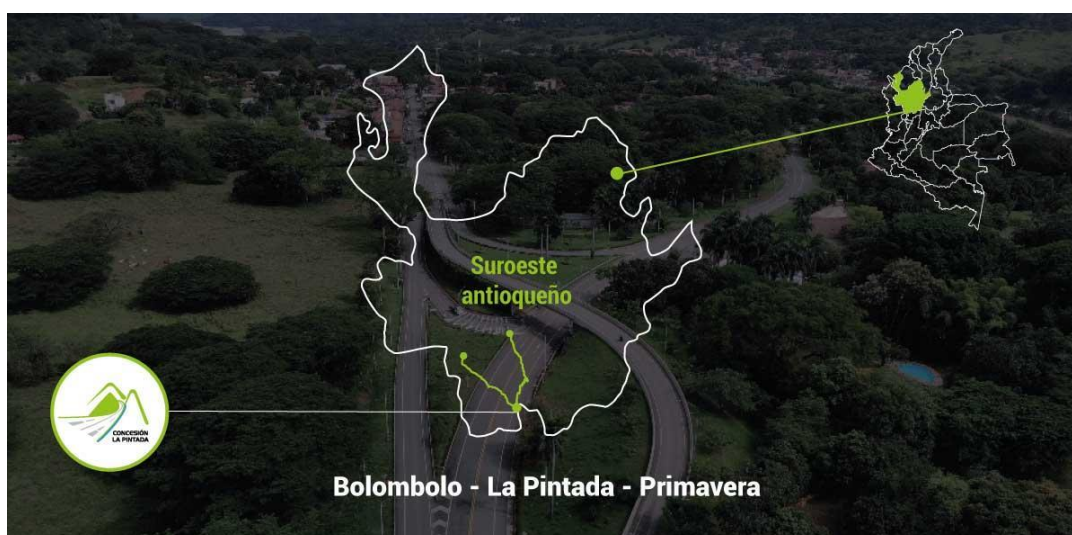 Suroeste
antioqueño
CONCESIÓN
LA PINTADA
Bolombolo - La Pintada - Primavera